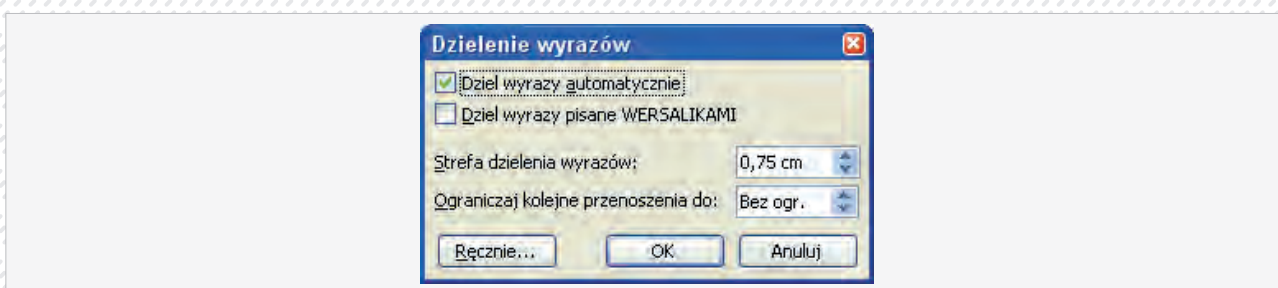 Dzielenie wyrazów
Dziel wyrazy automatycznie
Dziel wyrazy pisane WERSALIKAMI
Strefa dzielenia wyrazów: 0,75 cm
Ograniczaj kolejne przenoszenia do: Bez ogr.
Ręcznie... OK Anuluj